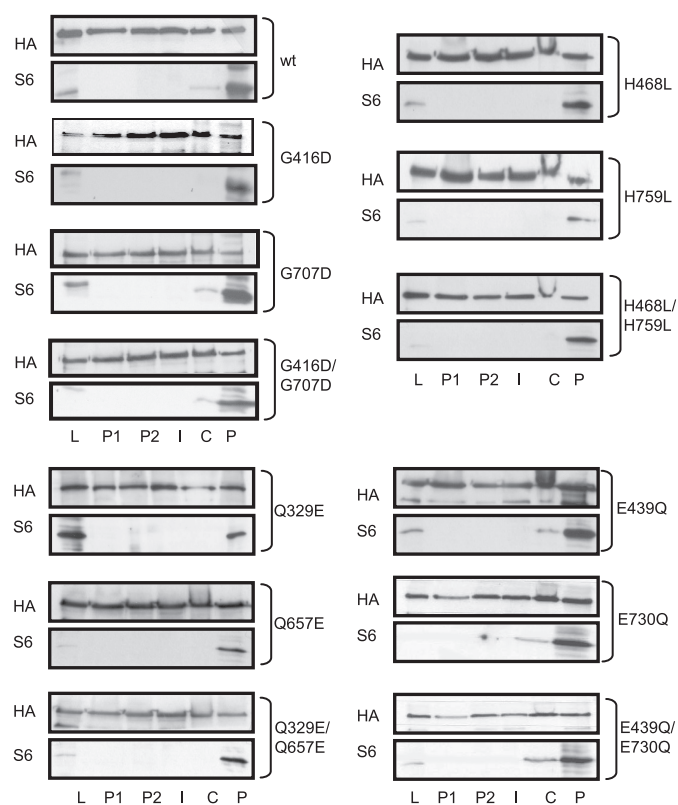 HA
S6
wt
HA
S6
G416D
HA
S6
G707D
HA
S6
G416D/
G707D
L P1 P2 I C P
HA
S6
H468L
HA
S6
H759L
HA
S6
H468L/
H759L
L P1 P2 I C P
HA
S6
Q329E
HA
S6
Q657E
HA
S6
Q329E/
Q657E
L P1 P2 I C P
HA
S6
E439Q
HA
S6
E730Q
HA
S6
E439Q/
E730Q
L P1 P2 I C P